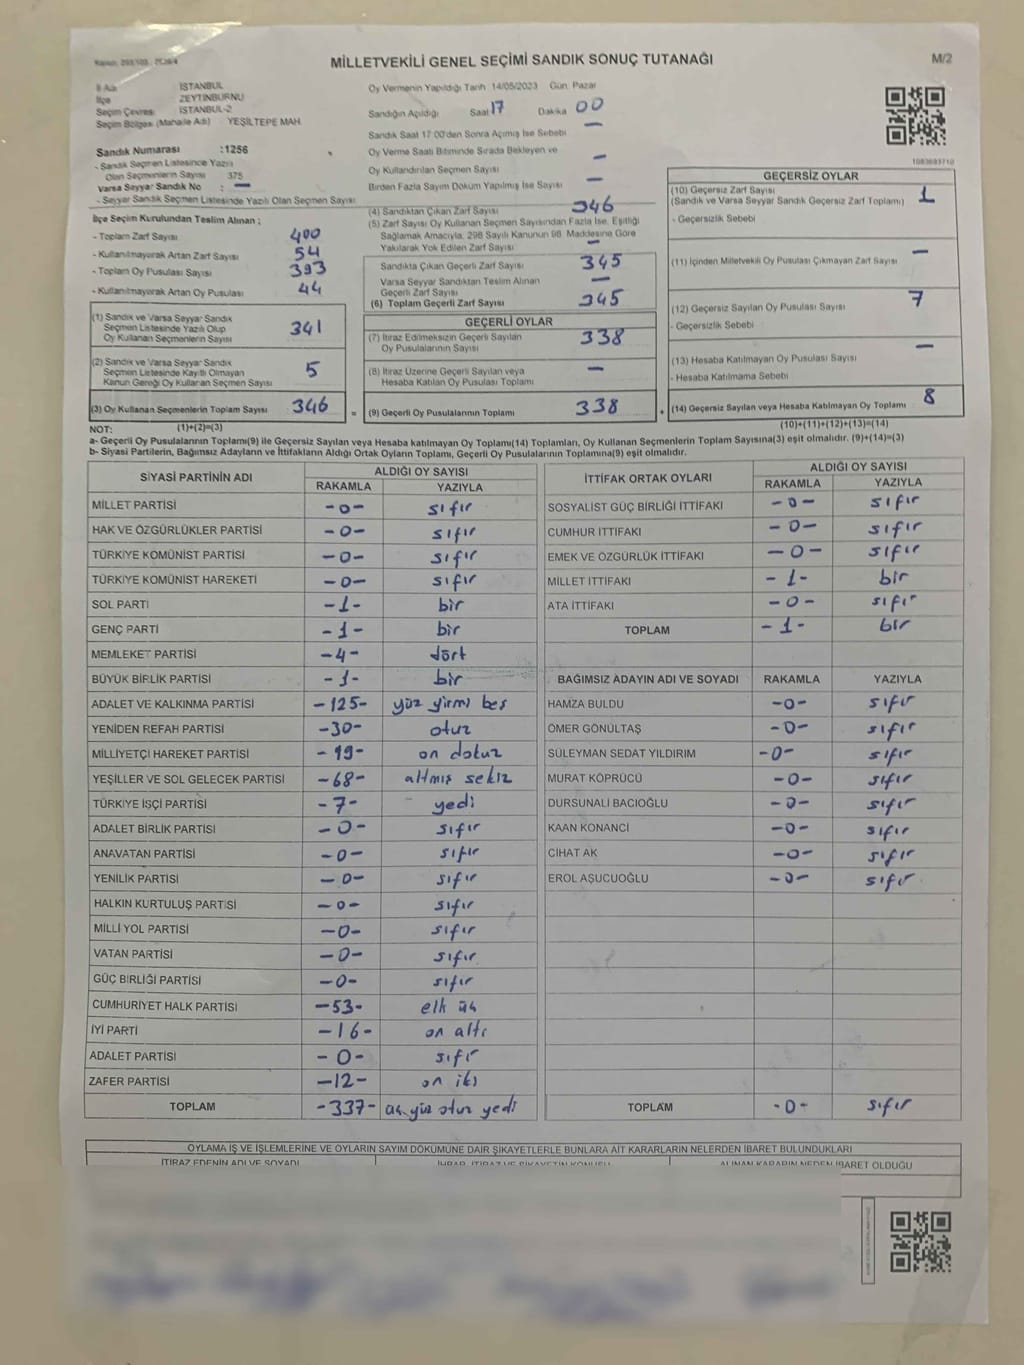 MİLLETVEKİLİ GENEL SEÇİMİ SANDIK SONUÇ TUTANAĞI
M/2
İl Adı İSTANBUL
İlçe ZEYTİNBURNU
Seçim Çevresi İSTANBUL-2
Seçim Bölgesi (Mahalle Adı) YEŞİLTEPE MAH.
Sandık Numarası :1256
- Sandık Seçmen Listesinde Yazılı
Olan Seçmenlerin Sayısı 375
Varsa Seyyar Sandık No : —
- Seyyar Sandık Seçmen Listesinde Yazılı Olan Seçmen Sayısı
İlçe Seçim Kurulundan Teslim Alınan ;
- Toplam Zarf Sayısı 400
- Kullanılmayarak Artan Zarf Sayısı 54
- Toplam Oy Pusulası Sayısı 393
- Kullanılmayarak Artan Oy Pusulası 44
(1) Sandık ve Varsa Seyyar Sandık
Seçmen Listesinde Yazılı Olup
Oy Kullanan Seçmenlerin Sayısı 341
(2) Sandık ve Varsa Seyyar Sandık
Seçmen Listesinde Kayıtlı Olmayan
Kanun Gereği Oy Kullanan Seçmen Sayısı 5
(3) Oy Kullanan Seçmenlerin Toplam Sayısı 346
Oy Vermenin Yapıldığı Tarih 14/05/2023 Gün: Pazar
Sandığın Açıldığı Saat 17 Dakika 00
Sandık Saat 17:00'den Sonra Açımış İse Sebebi —
Oy Verme Saati Bitiminde Sırada Bekleyen ve
Oy Kullandırılan Seçmen Sayısı —
Birden Fazla Sayım Döküm Yapılmış İse Sayısı —
(4) Sandıktan Çıkan Zarf Sayısı 346
(5) Zarf Sayısı Oy Kullanan Seçmen Sayısından Fazla İse, Eşitliği
Sağlamak Amacıyla, 298 Sayılı Kanunun 98. Maddesine Göre
Yakılarak Yok Edilen Zarf Sayısı —
Sandıkta Çıkan Geçerli Zarf Sayısı 345
Varsa Seyyar Sandıktan Teslim Alınan
Geçerli Zarf Sayısı —
(6) Toplam Geçerli Zarf Sayısı 345
GEÇERLİ OYLAR
(7) İtiraz Edilmeksizin Geçerli Sayılan
Oy Pusulalarının Sayısı 338
(8) İtiraz Üzerine Geçerli Sayılan veya
Hesaba Katılan Oy Pusulası Toplamı —
= (9) Geçerli Oy Pusulalarının Toplamı 338
1083693710
GEÇERSİZ OYLAR
(10) Geçersiz Zarf Sayısı
(Sandık ve Varsa Seyyar Sandık Geçersiz Zarf Toplamı) 1
- Geçersizlik Sebebi
(11) İçinden Milletvekili Oy Pusulası Çıkmayan Zarf Sayısı —
(12) Geçersiz Sayılan Oy Pusulası Sayısı 7
- Geçersizlik Sebebi
(13) Hesaba Katılmayan Oy Pusulası Sayısı —
- Hesaba Katılmama Sebebi
+ (14) Geçersiz Sayılan veya Hesaba Katılmayan Oy Toplamı 8
NOT: (1)+(2)=(3) (10)+(11)+(12)+(13)=(14)
a- Geçerli Oy Pusulalarının Toplamı(9) ile Geçersiz Sayılan veya Hesaba katılmayan Oy Toplamı(14) Toplamları, Oy Kullanan Seçmenlerin Toplam Sayısına(3) eşit olmalıdır. (9)+(14)=(3)
b- Siyasi Partilerin, Bağımsız Adayların ve İttifakların Aldığı Ortak Oyların Toplamı, Geçerli Oy Pusulalarının Toplamına(9) eşit olmalıdır.
SİYASİ PARTİNİN ADI ALDIĞI OY SAYISI
RAKAMLA YAZIYLA
MİLLET PARTİSİ -0- sıfır
HAK VE ÖZGÜRLÜKLER PARTİSİ -0- sıfır
TÜRKİYE KOMÜNİST PARTİSİ -0- sıfır
TÜRKİYE KOMÜNİST HAREKETİ -0- sıfır
SOL PARTİ -1- bir
GENÇ PARTİ -1- bir
MEMLEKET PARTİSİ -4- dört
BÜYÜK BİRLİK PARTİSİ -1- bir
ADALET VE KALKINMA PARTİSİ -125- yüz yirmi beş
YENİDEN REFAH PARTİSİ -30- otuz
MİLLİYETÇİ HAREKET PARTİSİ -19- on dokuz
YEŞİLLER VE SOL GELECEK PARTİSİ -68- altmış sekiz
TÜRKİYE İŞÇİ PARTİSİ -7- yedi
ADALET BİRLİK PARTİSİ -0- sıfır
ANAVATAN PARTİSİ -0- sıfır
YENİLİK PARTİSİ -0- sıfır
HALKIN KURTULUŞ PARTİSİ -0- sıfır
MİLLİ YOL PARTİSİ -0- sıfır
VATAN PARTİSİ -0- sıfır
GÜÇ BİRLİĞİ PARTİSİ -0- sıfır
CUMHURİYET HALK PARTİSİ -53- elli üç
İYİ PARTİ -16- on altı
ADALET PARTİSİ -0- sıfır
ZAFER PARTİSİ -12- on iki
TOPLAM -337- üç yüz otuz yedi
İTTİFAK ORTAK OYLARI ALDIĞI OY SAYISI
RAKAMLA YAZIYLA
SOSYALİST GÜÇ BİRLİĞİ İTTİFAKI -0- sıfır
CUMHUR İTTİFAKI -0- sıfır
EMEK VE ÖZGÜRLÜK İTTİFAKI -0- sıfır
MİLLET İTTİFAKI -1- bir
ATA İTTİFAKI -0- sıfır
TOPLAM -1- bir
BAĞIMSIZ ADAYIN ADI VE SOYADI RAKAMLA YAZIYLA
HAMZA BULDU -0- sıfır
ÖMER GÖNÜLTAŞ -0- sıfır
SÜLEYMAN SEDAT YILDIRIM -0- sıfır
MURAT KÖPRÜCÜ -0- sıfır
DURSUNALİ BACIOĞLU -0- sıfır
KAAN KONANCİ -0- sıfır
CİHAT AK -0- sıfır
EROL AŞUCUOĞLU -0- sıfır
TOPLAM -0- sıfır
OYLAMA İŞ VE İŞLEMLERİNE VE OYLARIN SAYIM DÖKÜMÜNE DAİR ŞİKAYETLERLE BUNLARA AİT KARARLARIN NELERDEN İBARET BULUNDUKLARI
İTİRAZ EDENİN ADI VE SOYADI İHBAR, İTİRAZ VE ŞİKAYETİN KONUSU ALINAN KARARIN NEDEN İBARET OLDUĞU